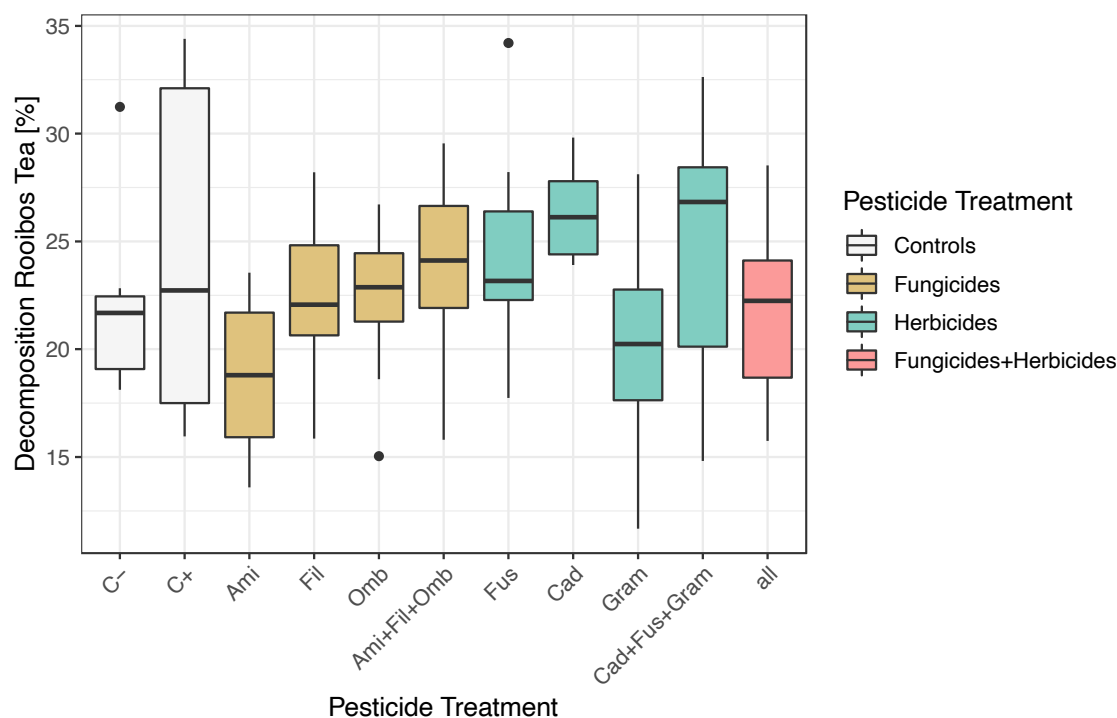 Decomposition Rooibos Tea [%]
35
30
25
20
15
C−
C+
Ami
Fil
Omb
Ami+Fil+Omb
Fus
Cad
Gram
Cad+Fus+Gram
all
Pesticide Treatment
Pesticide Treatment
Controls
Fungicides
Herbicides
Fungicides+Herbicides